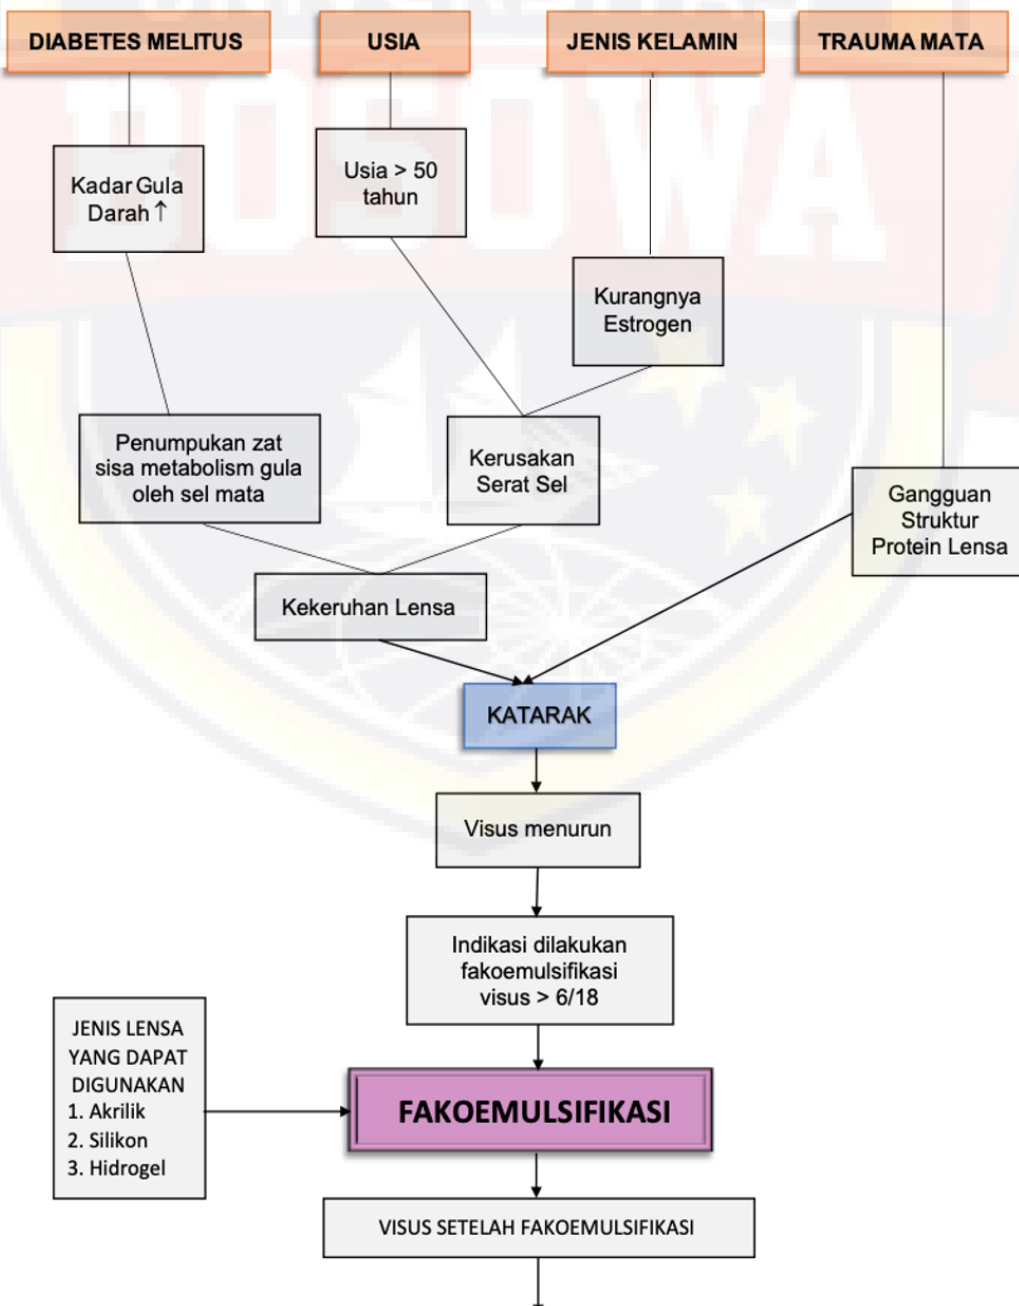 DIABETES MELITUS
USIA
JENIS KELAMIN
TRAUMA MATA
BOSOWA
Kadar Gula
Darah ↑
Usia > 50
tahun
Kurangnya
Estrogen
Penumpukan zat
sisa metabolism gula
oleh sel mata
Kerusakan
Serat Sel
Gangguan
Struktur
Protein Lensa
Kekeruhan Lensa
KATARAK
Visus menurun
Indikasi dilakukan
fakoemulsifikasi
visus > 6/18
JENIS LENSA
YANG DAPAT
DIGUNAKAN
1. Akrilik
2. Silikon
3. Hidrogel
FAKOEMULSIFIKASI
VISUS SETELAH FAKOEMULSIFIKASI